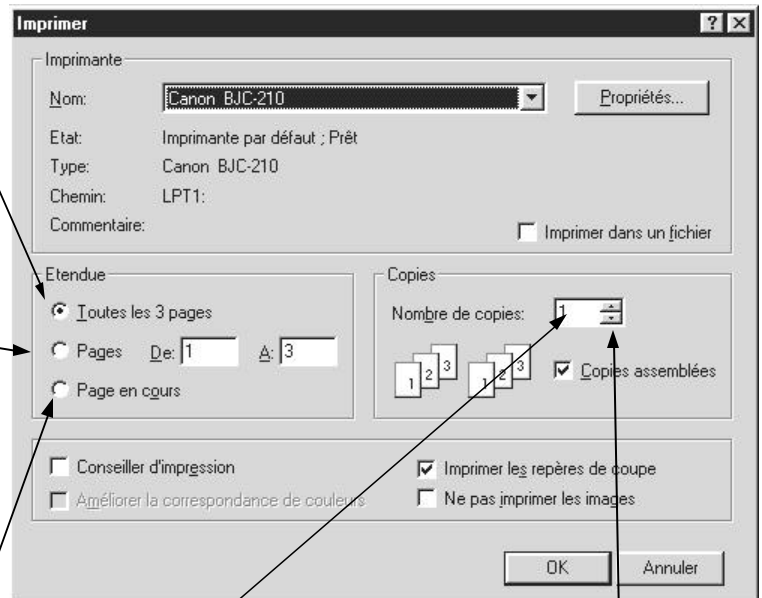 Imprimer
Imprimante
Nom: Canon BJC-210 Propriétés...
Etat: Imprimante par défaut ; Prêt
Type: Canon BJC-210
Chemin: LPT1:
Commentaire:
Imprimer dans un fichier
Etendue
Toutes les 3 pages
Pages De: 1 A: 3
Page en cours
Copies
Nombre de copies: 1
1 2 3 1 2 3
Copies assemblées
Conseiller d'impression
Améliorer la correspondance de couleurs
Imprimer les repères de coupe
Ne pas imprimer les images
OK Annuler